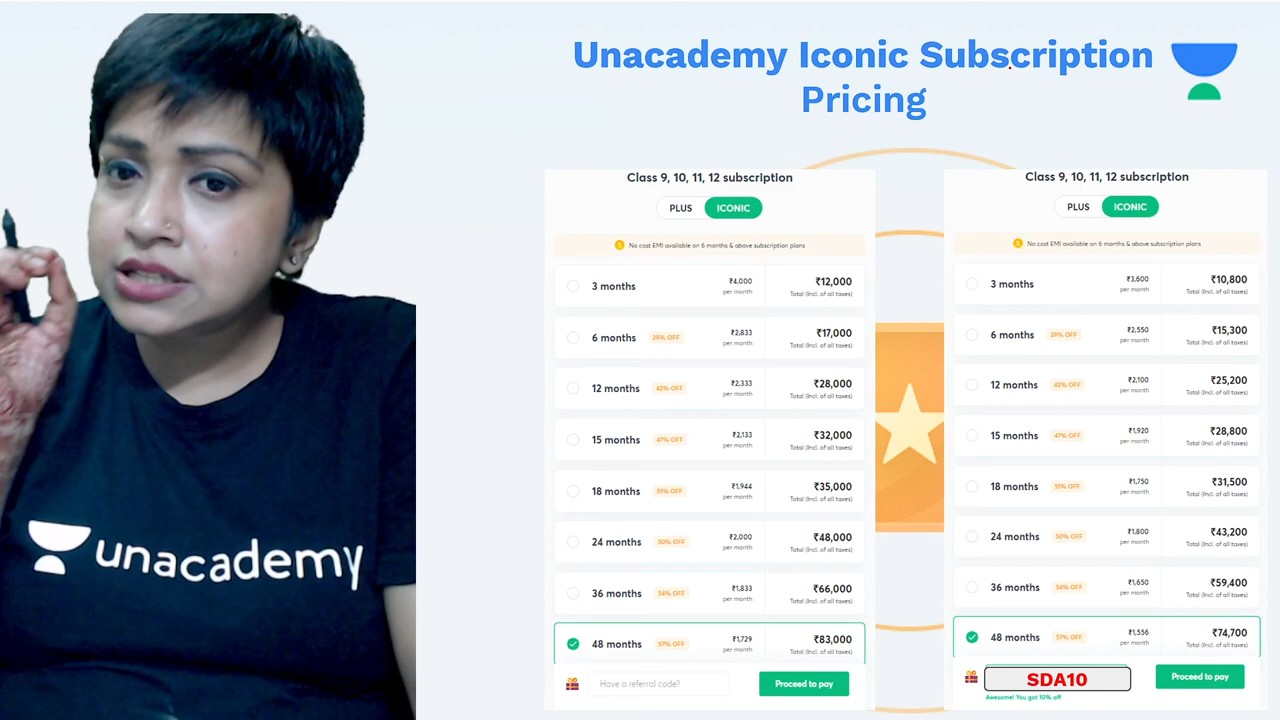 Unacademy Iconic Subscription
Pricing
unacademy
Class 9, 10, 11, 12 subscription
PLUS ICONIC
No cost EMI available on 6 months & above subscription plans
3 months ₹4,000 per month ₹12,000 Total (Incl. of all taxes)
6 months 29% OFF ₹2,833 per month ₹17,000 Total (Incl. of all taxes)
12 months 42% OFF ₹2,333 per month ₹28,000 Total (Incl. of all taxes)
15 months 47% OFF ₹2,133 per month ₹32,000 Total (Incl. of all taxes)
18 months 51% OFF ₹1,944 per month ₹35,000 Total (Incl. of all taxes)
24 months 50% OFF ₹2,000 per month ₹48,000 Total (Incl. of all taxes)
36 months 54% OFF ₹1,833 per month ₹66,000 Total (Incl. of all taxes)
48 months 57% OFF ₹1,729 per month ₹83,000 Total (Incl. of all taxes)
Have a referral code? Proceed to pay
Class 9, 10, 11, 12 subscription
PLUS ICONIC
No cost EMI available on 6 months & above subscription plans
3 months ₹3,600 per month ₹10,800 Total (Incl. of all taxes)
6 months 29% OFF ₹2,550 per month ₹15,300 Total (Incl. of all taxes)
12 months 42% OFF ₹2,100 per month ₹25,200 Total (Incl. of all taxes)
15 months 47% OFF ₹1,920 per month ₹28,800 Total (Incl. of all taxes)
18 months 51% OFF ₹1,750 per month ₹31,500 Total (Incl. of all taxes)
24 months 50% OFF ₹1,800 per month ₹43,200 Total (Incl. of all taxes)
36 months 54% OFF ₹1,650 per month ₹59,400 Total (Incl. of all taxes)
48 months 57% OFF ₹1,556 per month ₹74,700 Total (Incl. of all taxes)
SDA10 Proceed to pay
Awesome! You got 10% off